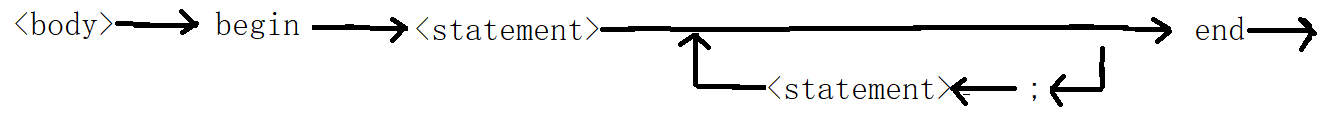 <body> begin <statement> end
<statement> ;